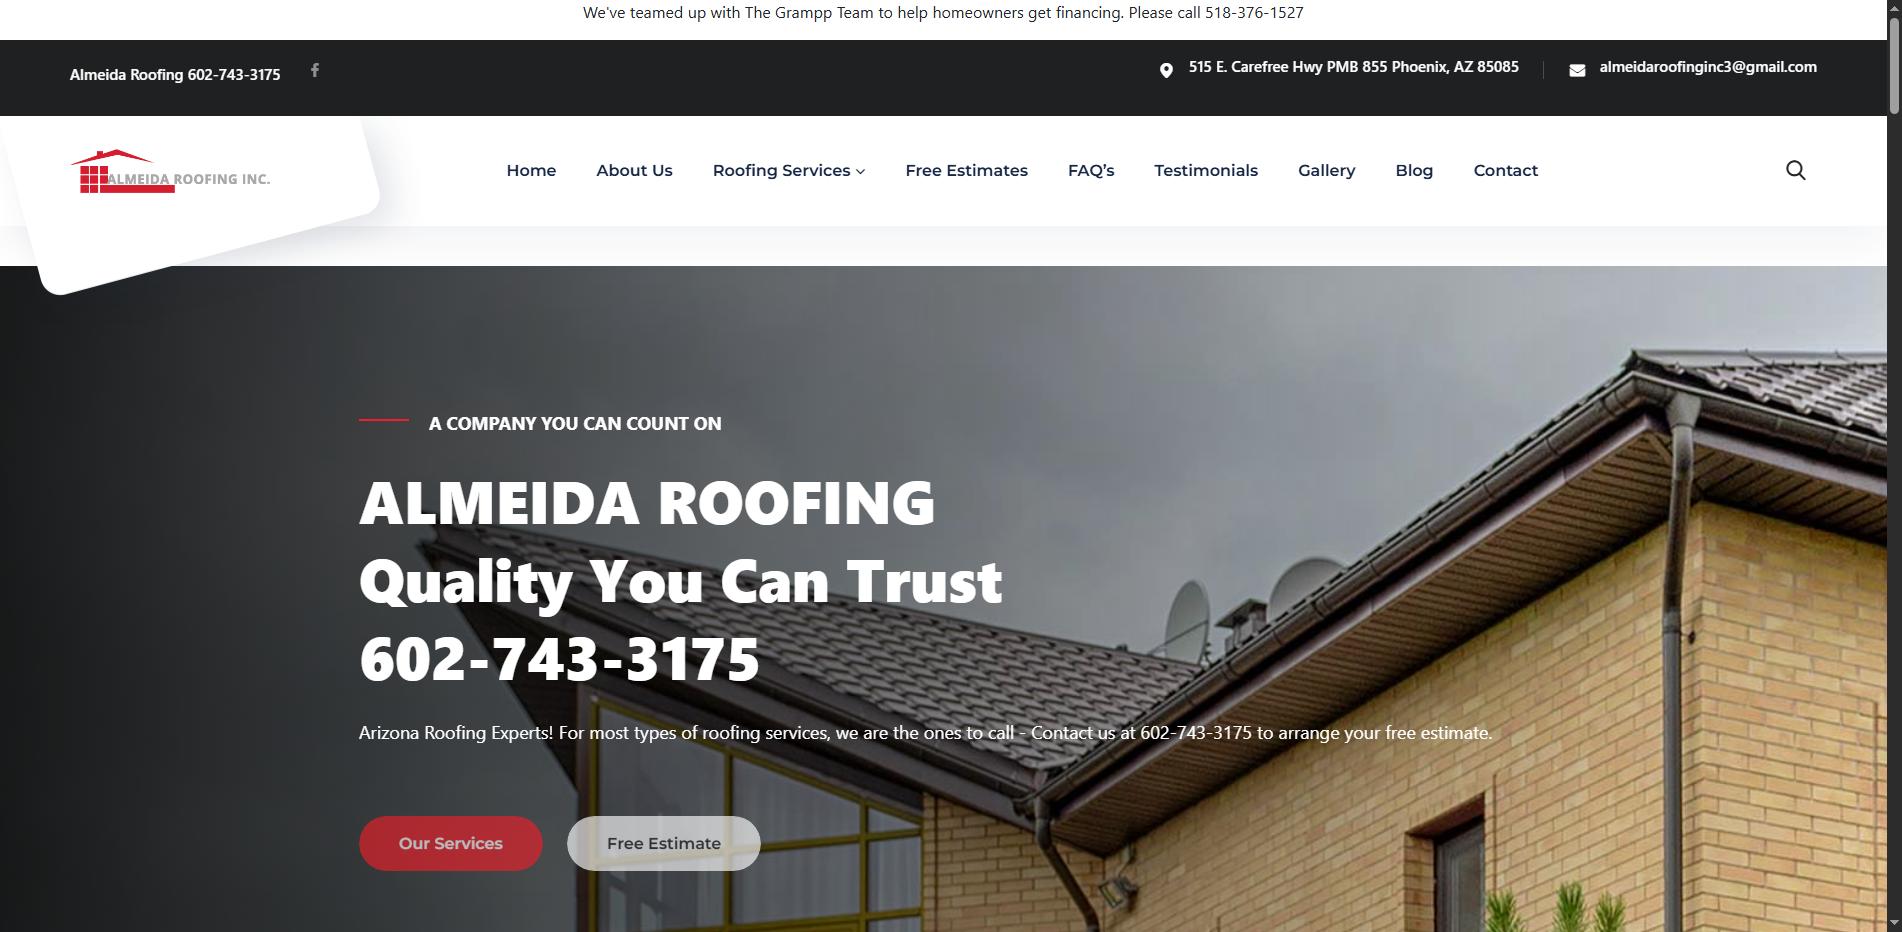 We've teamed up with The Grampp Team to help homeowners get financing. Please call 518-376-1527
Almeida Roofing 602-743-3175
515 E. Carefree Hwy PMB 855 Phoenix, AZ 85085
almeidaroofinginc3@gmail.com
ALMEIDA ROOFING INC.
Home
About Us
Roofing Services
Free Estimates
FAQ's
Testimonials
Gallery
Blog
Contact
A COMPANY YOU CAN COUNT ON
ALMEIDA ROOFING
Quality You Can Trust
602-743-3175
Arizona Roofing Experts! For most types of roofing services, we are the ones to call - Contact us at 602-743-3175 to arrange your free estimate.
Our Services
Free Estimate